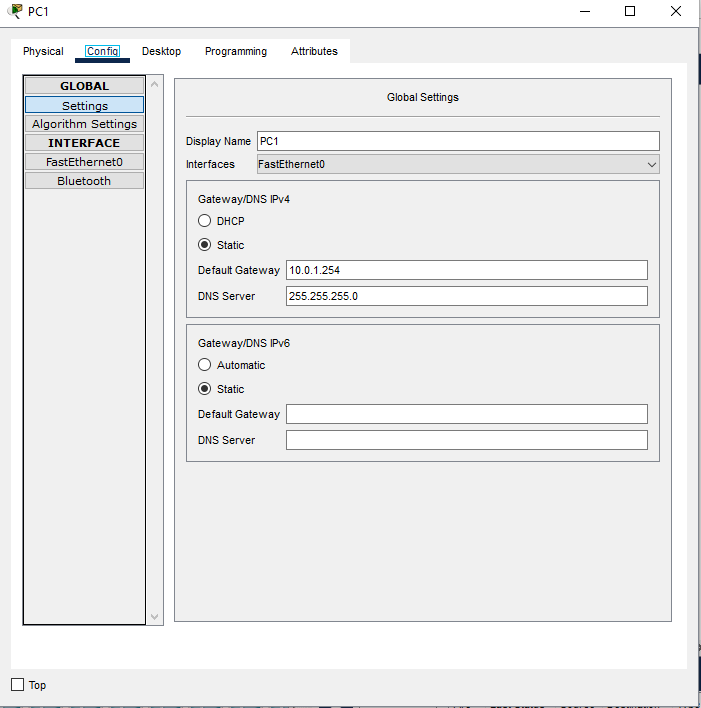 PC1
Physical Config Desktop Programming Attributes
GLOBAL
Settings
Algorithm Settings
INTERFACE
FastEthernet0
Bluetooth
Global Settings
Display Name PC1
Interfaces FastEthernet0
Gateway/DNS IPv4
DHCP
Static
Default Gateway 10.0.1.254
DNS Server 255.255.255.0
Gateway/DNS IPv6
Automatic
Static
Default Gateway
DNS Server
Top